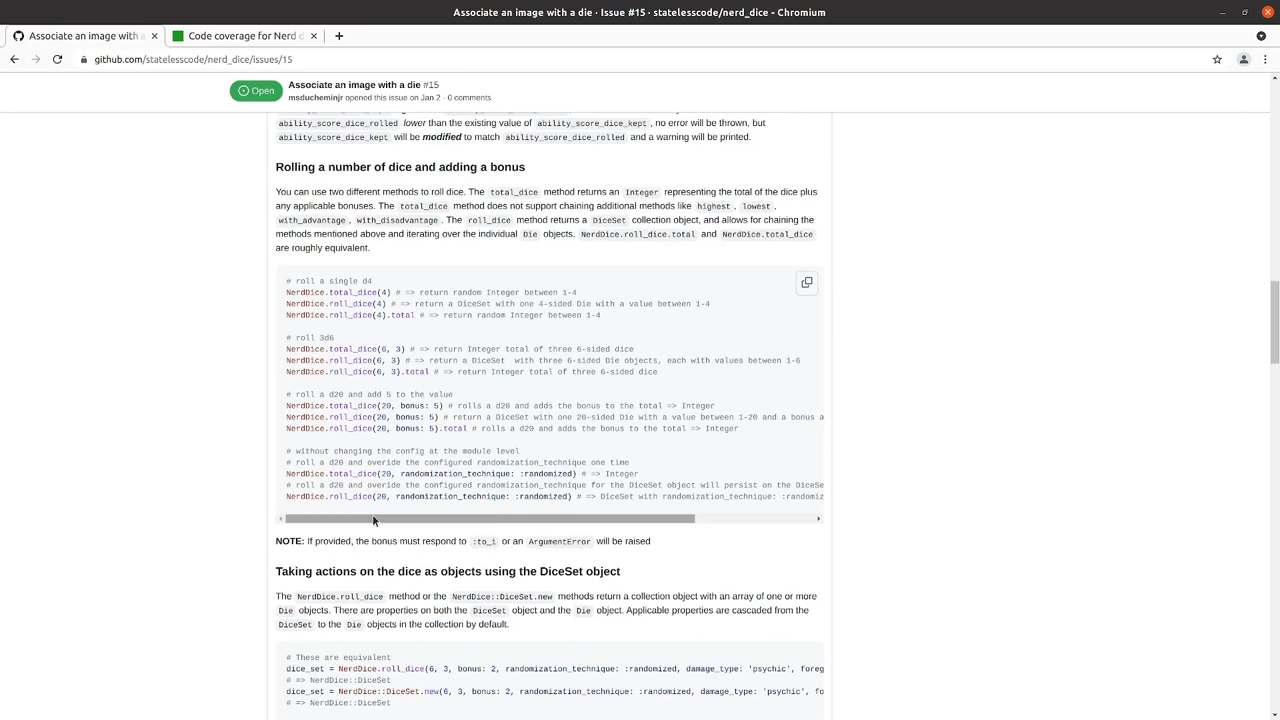 Associate an image with a die · Issue #15 · statelesscode/nerd_dice - Chromium
Associate an image with a
Code coverage for Nerd
github.com/statelesscode/nerd_dice/issues/15
Open
Associate an image with a die #15
msducheminjr opened this issue on Jan 2 · 0 comments
ability_score_dice_rolled lower than the existing value of ability_score_dice_kept, no error will be thrown, but
ability_score_dice_kept will be modified to match ability_score_dice_rolled and a warning will be printed.
Rolling a number of dice and adding a bonus
You can use two different methods to roll dice. The total_dice method returns an Integer representing the total of the dice plus
any applicable bonuses. The total_dice method does not support chaining additional methods like highest, lowest,
with_advantage, with_disadvantage. The roll_dice method returns a DiceSet collection object, and allows for chaining the
methods mentioned above and iterating over the individual Die objects. NerdDice.roll_dice.total and NerdDice.total_dice
are roughly equivalent.
# roll a single d4
NerdDice.total_dice(4) # => return random Integer between 1-4
NerdDice.roll_dice(4) # => return a DiceSet with one 4-sided Die with a value between 1-4
NerdDice.roll_dice(4).total # => return random Integer between 1-4
# roll 3d6
NerdDice.total_dice(6, 3) # => return Integer total of three 6-sided dice
NerdDice.roll_dice(6, 3) # => return a DiceSet  with three 6-sided Die objects, each with values between 1-6
NerdDice.roll_dice(6, 3).total # => return Integer total of three 6-sided dice
# roll a d20 and add 5 to the value
NerdDice.total_dice(20, bonus: 5) # rolls a d20 and adds the bonus to the total => Integer
NerdDice.roll_dice(20, bonus: 5) # return a DiceSet with one 20-sided Die with a value between 1-20 and a bonus a
NerdDice.roll_dice(20, bonus: 5).total # rolls a d20 and adds the bonus to the total => Integer
# without changing the config at the module level
# roll a d20 and overide the configured randomization_technique one time
NerdDice.total_dice(20, randomization_technique: :randomized) # => Integer
# roll a d20 and overide the configured randomization_technique for the DiceSet object will persist on the DiceSe
NerdDice.roll_dice(20, randomization_technique: :randomized) # => DiceSet with randomization_technique: :randomiz
NOTE: If provided, the bonus must respond to :to_i or an ArgumentError will be raised
Taking actions on the dice as objects using the DiceSet object
The NerdDice.roll_dice method or the NerdDice::DiceSet.new methods return a collection object with an array of one or more
Die objects. There are properties on both the DiceSet object and the Die object. Applicable properties are cascaded from the
DiceSet to the Die objects in the collection by default.
# These are equivalent
dice_set = NerdDice.roll_dice(6, 3, bonus: 2, randomization_technique: :randomized, damage_type: 'psychic', foreg
# => NerdDice::DiceSet
dice_set = NerdDice::DiceSet.new(6, 3, bonus: 2, randomization_technique: :randomized, damage_type: 'psychic', fo
# => NerdDice::DiceSet